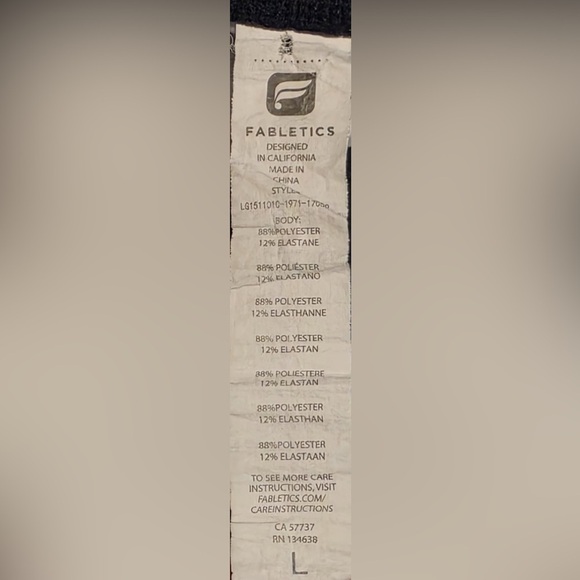 FABLETICS
DESIGNED
IN CALIFORNIA
MADE IN
CHINA
STYLE
BODY:
88%POLYESTER
12% ELASTANE
88% POLIÉSTER
12% ELASTANO
88% POLYESTER
12% ELASTHANNE
88% POLYESTER
12% ELASTAN
88% POLIESTERE
12% ELASTAN
88%POLYESTER
12% ELASTHAN
88%POLYESTER
12% ELASTAAN
TO SEE MORE CARE
INSTRUCTIONS, VISIT
FABLETICS.COM/
CAREINSTRUCTIONS
CA 57737
RN 134638
L